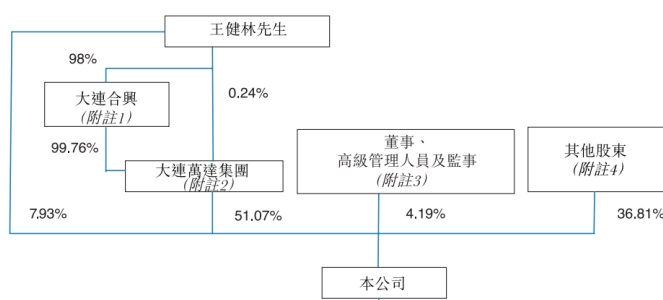 王健林先生
98%
0.24%
大連合興
(附註1)
99.76%
大連萬達集團
(附註2)
董事、
高級管理人員及監事
(附註3)
其他股東
(附註4)
7.93%
51.07%
4.19%
36.81%
本公司